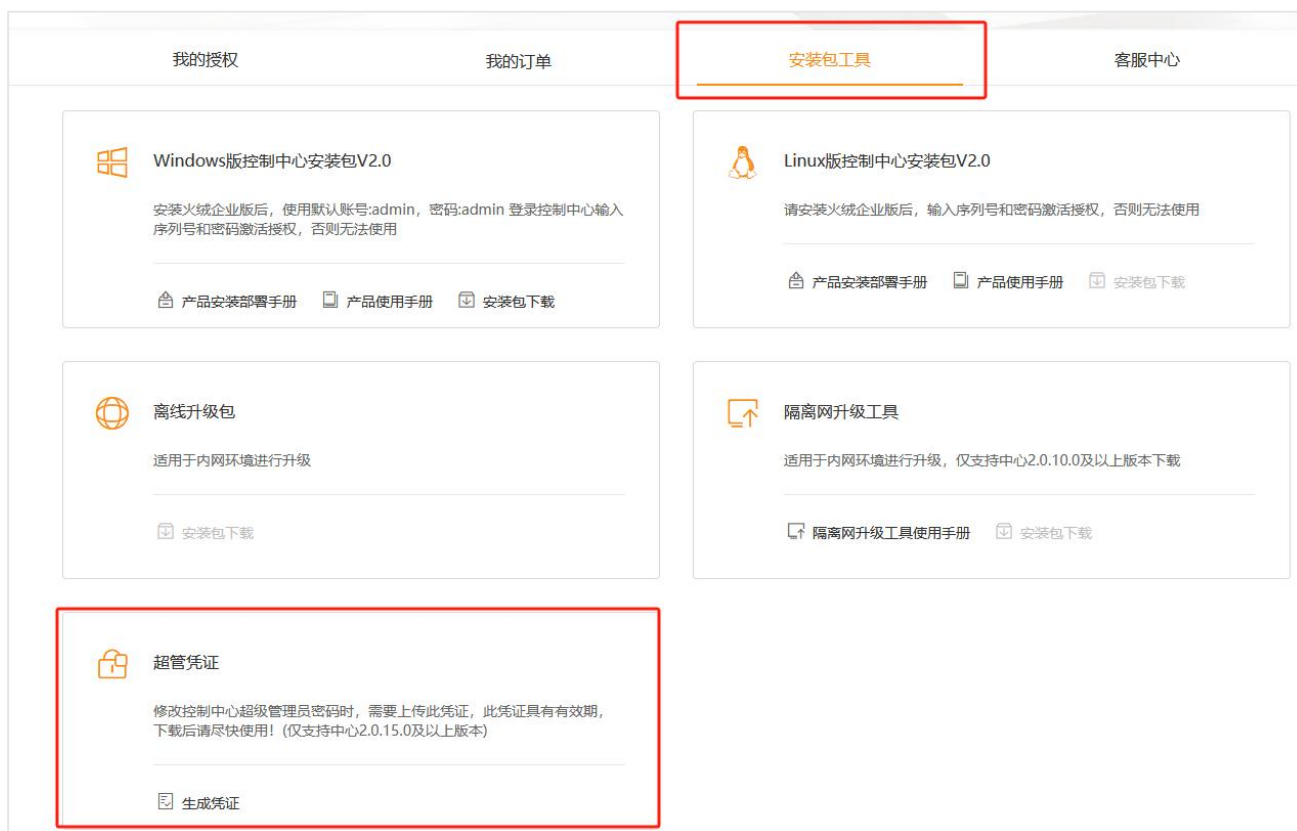 我的授权
我的订单
安装包工具
客服中心
Windows版控制中心安装包V2.0
安装火绒企业版后，使用默认账号:admin，密码:admin 登录控制中心输入
序列号和密码激活授权，否则无法使用
产品安装部署手册
产品使用手册
安装包下载
Linux版控制中心安装包V2.0
请安装火绒企业版后，输入序列号和密码激活授权，否则无法使用
产品安装部署手册
产品使用手册
安装包下载
离线升级包
适用于内网环境进行升级
安装包下载
隔离网升级工具
适用于内网环境进行升级，仅支持中心2.0.10.0及以上版本下载
隔离网升级工具使用手册
安装包下载
超管凭证
修改控制中心超级管理员密码时，需要上传此凭证，此凭证具有有效期，
下载后请尽快使用！(仅支持中心2.0.15.0及以上版本)
生成凭证